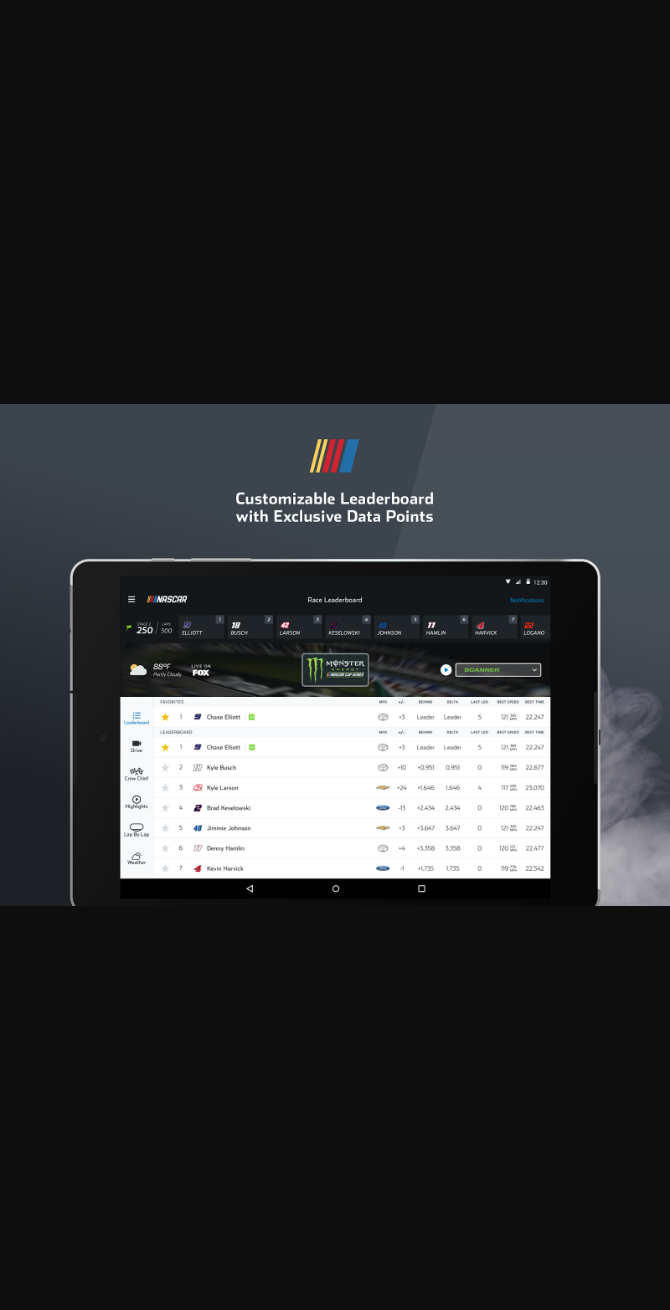 Customizable Leaderboard
with Exclusive Data Points
12:30
NASCAR
Race Leaderboard
Notifications
STAGE 2 LAPS
250 500
ELLIOTT 1
18 BUSCH 2
42 LARSON 3
KESELOWSKI 4
JOHNSON 5
11 HAMLIN 6
4 HARVICK 7
22 LOGANO
88°F
Partly Cloudy
LIVE ON
FOX
MONSTER
ENERGY
NASCAR CUP SERIES
SCANNER
Leaderboard
Drive
Crew Chief
Highlights
Lap By Lap
Weather
FAVORITES MFR +/- BEHIND DELTA LAST LED BEST SPEED BEST TIME
1 9 Chase Elliott +3 Leader Leader 5 121 22.247
LEADERBOARD MFR +/- BEHIND DELTA LAST LED BEST SPEED BEST TIME
1 9 Chase Elliott +3 Leader Leader 5 121 22.247
2 18 Kyle Busch +10 +0.951 0.951 0 119 22.677
3 42 Kyle Larson +24 +1.646 1.646 4 117 23.070
4 2 Brad Keselowski Ford -13 +2.434 2.434 0 120 22.463
5 48 Jimmie Johnson +3 +3.647 3.647 0 121 22.247
6 11 Denny Hamlin +4 +3.358 3.358 0 120 22.477
7 4 Kevin Harvick Ford -1 +1.735 1.735 0 119 22.542